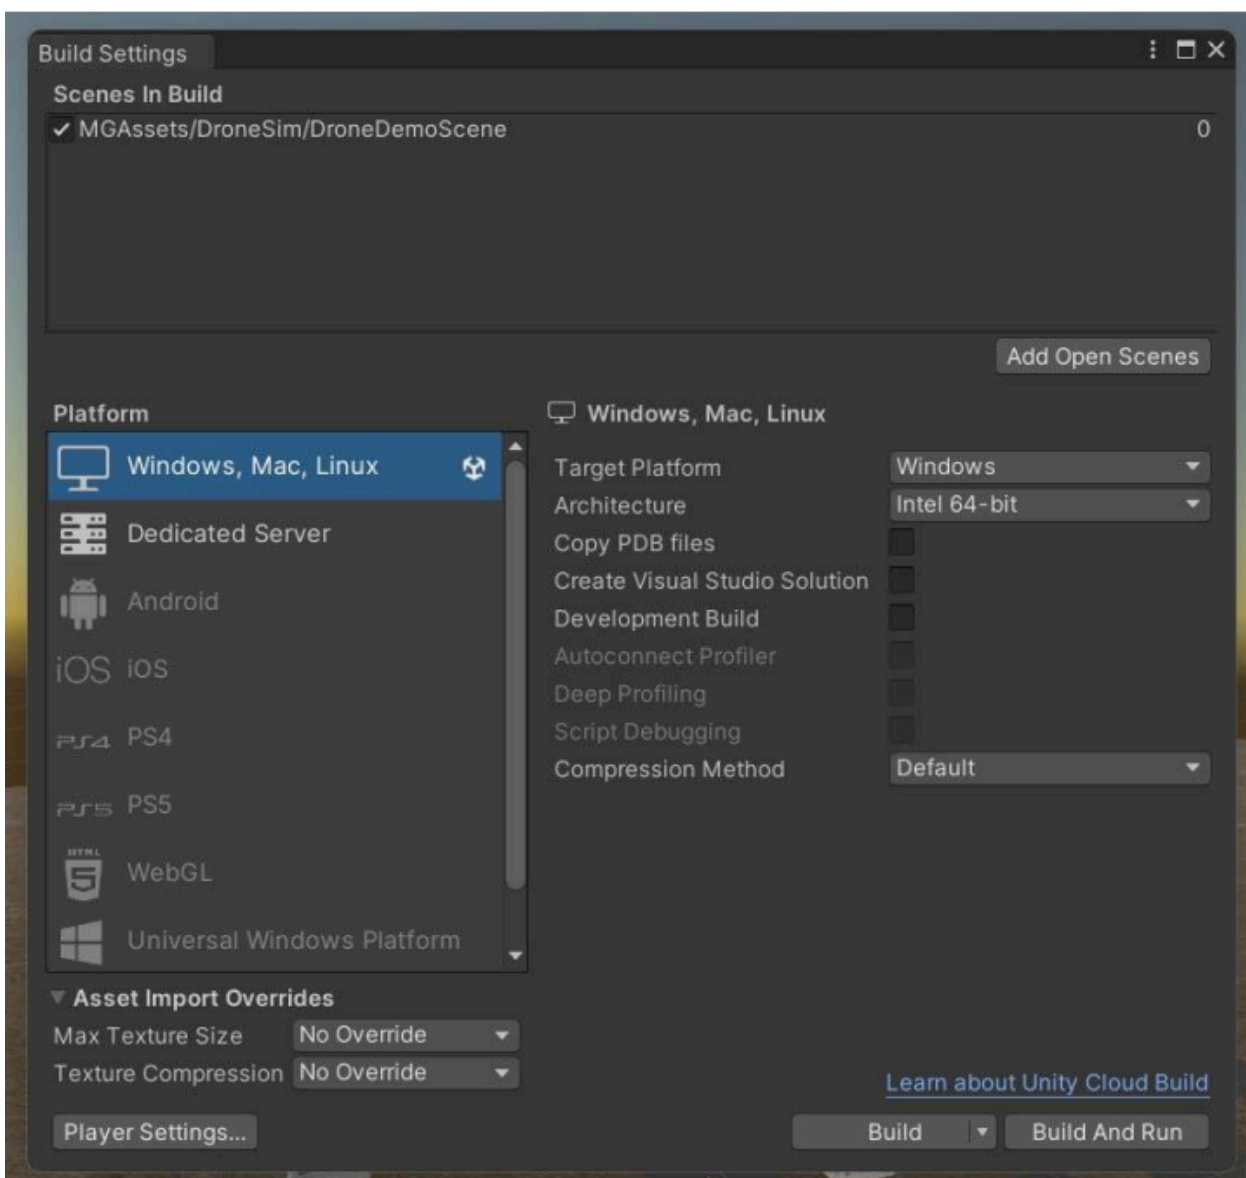 Build Settings
Scenes In Build
MGAssets/DroneSim/DroneDemoScene 0
Add Open Scenes
Platform
Windows, Mac, Linux
Dedicated Server
Android
iOS iOS
PS4 PS4
PS5 PS5
HTML 5 WebGL
Universal Windows Platform
Windows, Mac, Linux
Target Platform Windows
Architecture Intel 64-bit
Copy PDB files
Create Visual Studio Solution
Development Build
Autoconnect Profiler
Deep Profiling
Script Debugging
Compression Method Default
Asset Import Overrides
Max Texture Size No Override
Texture Compression No Override
Learn about Unity Cloud Build
Player Settings...
Build
Build And Run